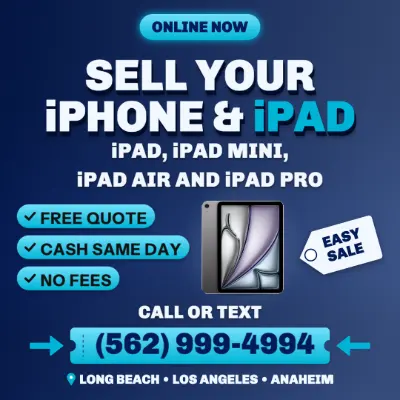 ONLINE NOW
SELL YOUR
iPHONE & iPAD
iPAD, iPAD MINI,
iPAD AIR AND iPAD PRO
FREE QUOTE
CASH SAME DAY
NO FEES
EASY
SALE
CALL OR TEXT
(562) 999-4994
LONG BEACH • LOS ANGELES • ANAHEIM